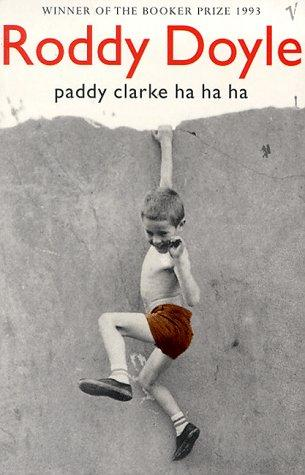 WINNER OF THE BOOKER PRIZE 1993
Roddy Doyle
paddy clarke ha ha ha